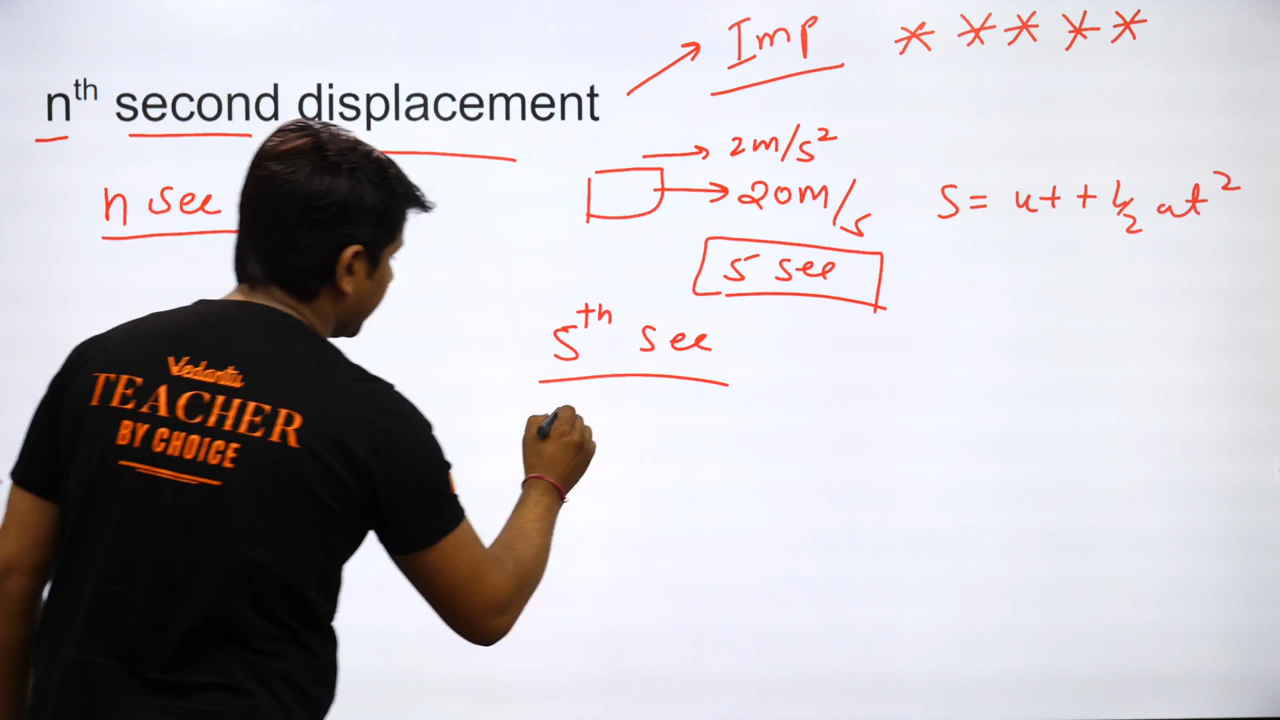 Imp * * * * *
nth second displacement
2m/s²
20m/s
S = ut + 1/2 at²
n sec
5 sec
5th sec
Vedantu
TEACHER
BY CHOICE